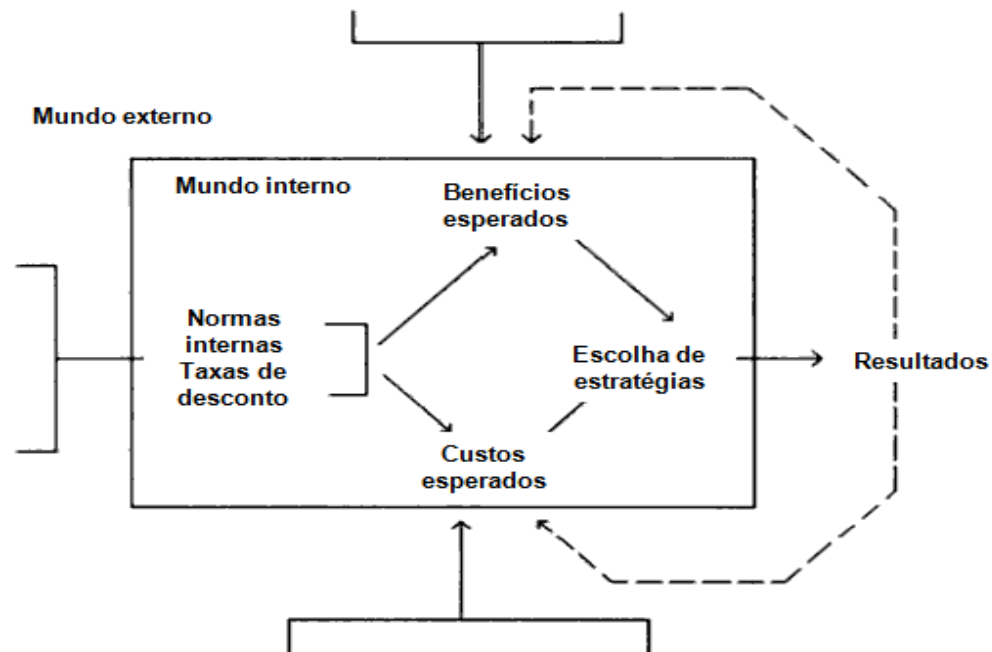 Mundo externo
Mundo interno
Benefícios
esperados
Normas
internas
Taxas de
desconto
Escolha de
estratégias
Resultados
Custos
esperados